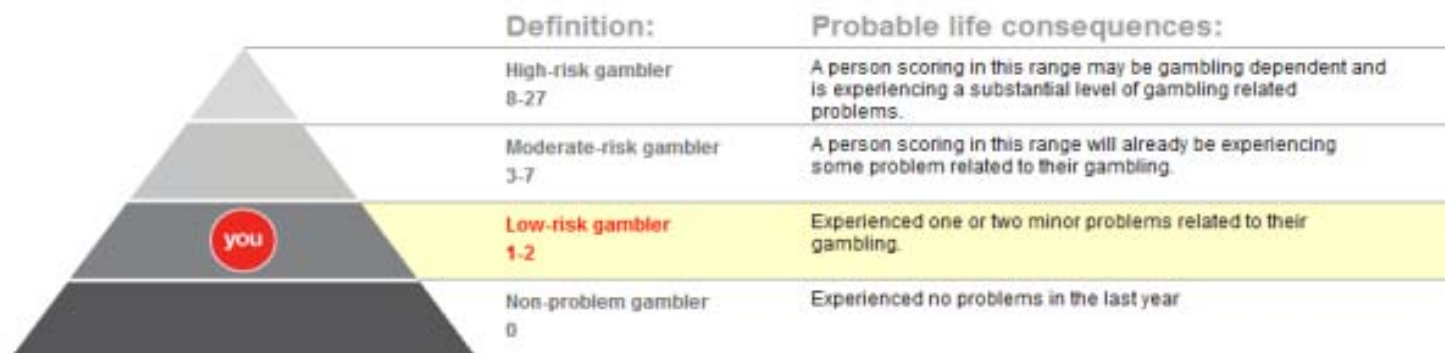 Definition:
Probable life consequences:
High-risk gambler
8-27
A person scoring in this range may be gambling dependent and
is experiencing a substantial level of gambling related
problems.
Moderate-risk gambler
3-7
A person scoring in this range will already be experiencing
some problem related to their gambling.
you
Low-risk gambler
1-2
Experienced one or two minor problems related to their
gambling.
Non-problem gambler
0
Experienced no problems in the last year